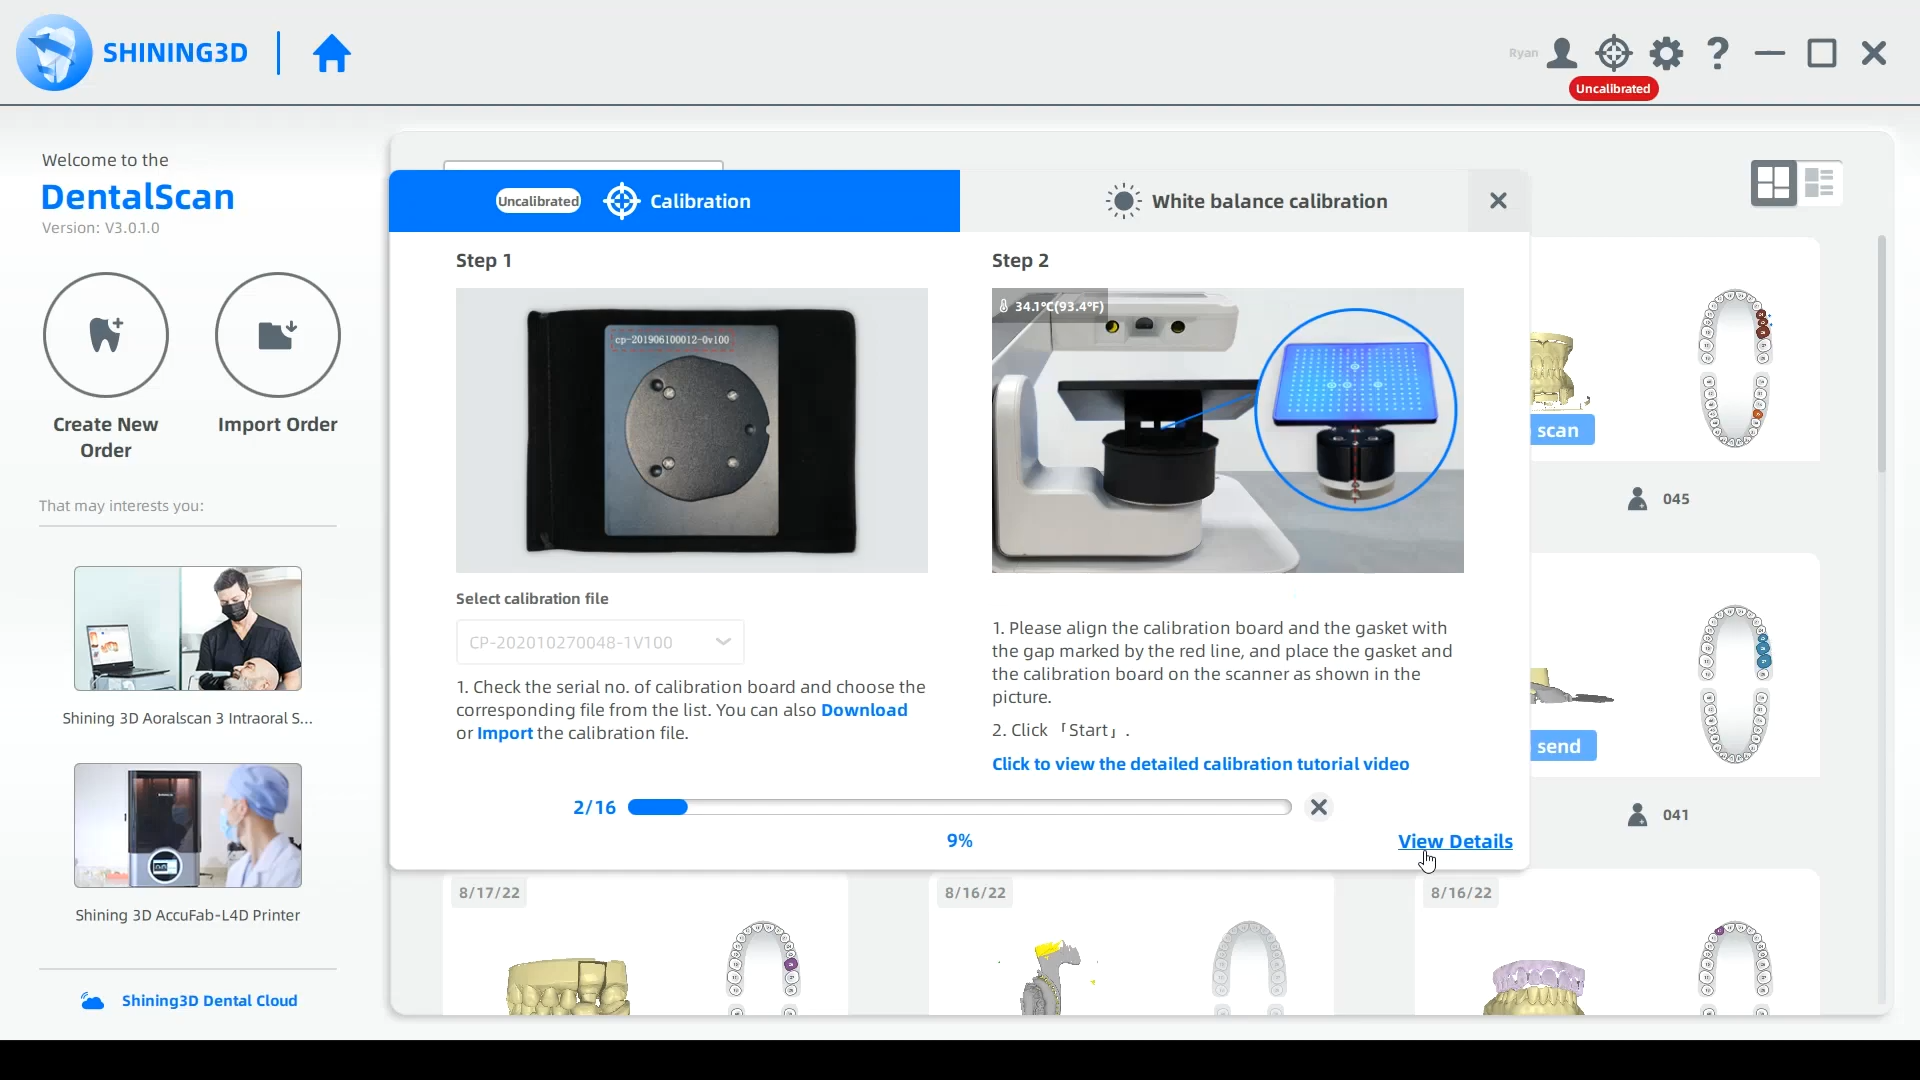 SHINING3D
Ryan
Uncalibrated
Welcome to the
DentalScan
Version: V3.0.1.0
Create New
Order
Import Order
That may interests you:
Shining 3D Aoralscan 3 Intraoral S...
Shining 3D AccuFab-L4D Printer
Shining3D Dental Cloud
Uncalibrated
Calibration
White balance calibration
Step 1
cp-201906100012-0v100
Select calibration file
CP-202010270048-1V100
1. Check the serial no. of calibration board and choose the
corresponding file from the list. You can also Download
or Import the calibration file.
Step 2
34.1°C(93.4°F)
1. Please align the calibration board and the gasket with
the gap marked by the red line, and place the gasket and
the calibration board on the scanner as shown in the
picture.
2. Click 「Start」.
Click to view the detailed calibration tutorial video
2/16
9%
View Details
scan
045
send
041
8/17/22
8/16/22
8/16/22